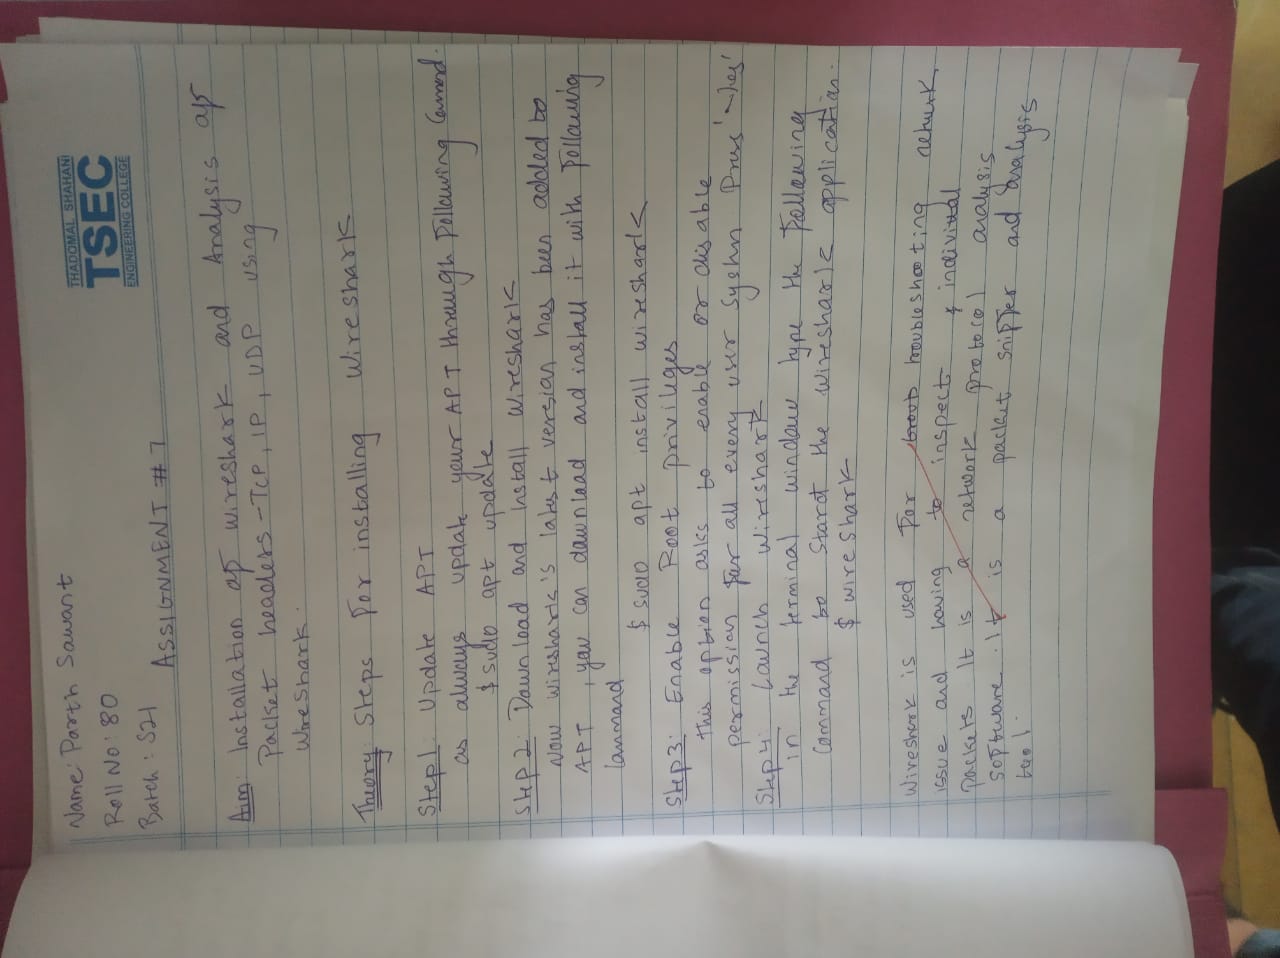 THADOMAL SHAHANI
TSEC
ENGINEERING COLLEGE
Name: Parth Sawant
Roll No: 80
Batch: S21
ASSIGNMENT # 7
Aim: Installation of wireshark and Analysis of
Packet headers - TCP, IP, UDP using
wireshark.
Theory: Steps For installing Wireshark
Step 1: Update APT
as always update your APT through following Command.
$ sudo apt update
Step 2: Download and install Wireshark
Now wireshark's latest version has been added to
APT, you can download and install it with following
Command
$ sudo apt install wireshark
Step 3: Enable Root privileges
this option asks to enable or disable
permission for all every user System Press 'Yes'
Step 4: Launch Wireshark
in the terminal window type the following
Command to Start the wireshark application.
$ wireshark
Wireshark is used For troubleshooting network
issue and having to inspect individual
packets It is a network protocol analysis
software. It is a packet sniffer and analysis
tool.